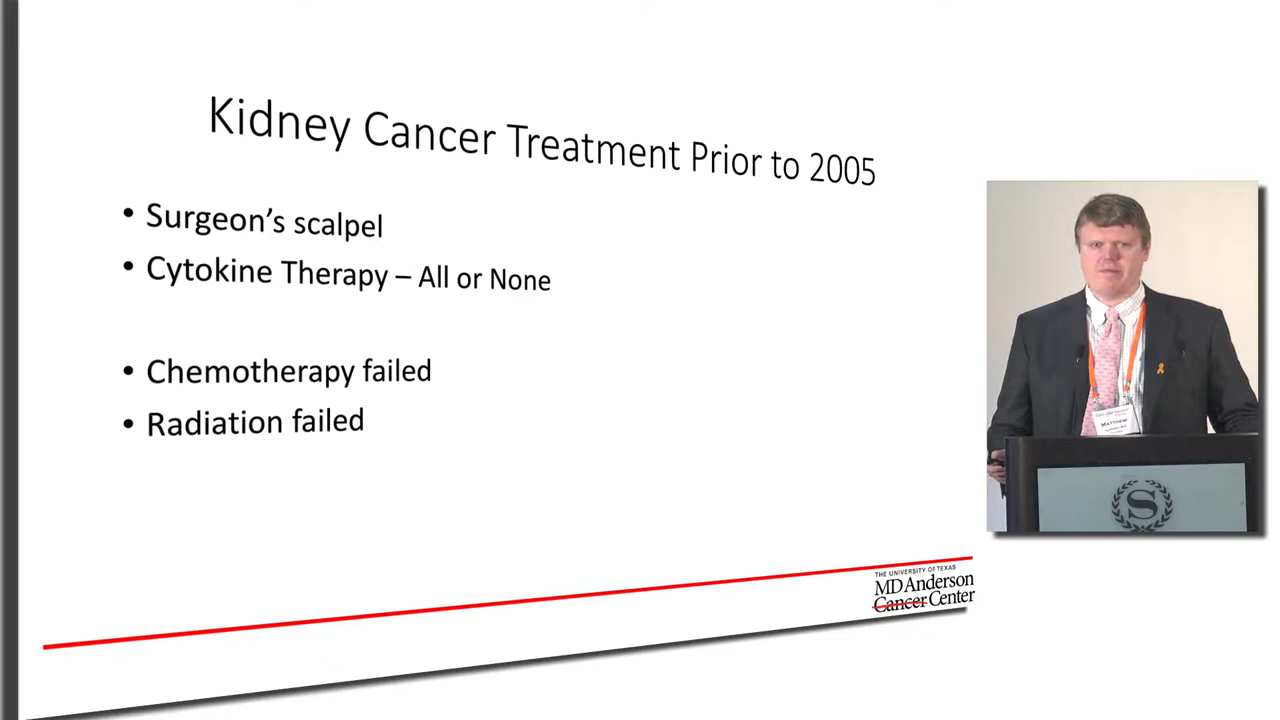 Kidney Cancer Treatment Prior to 2005
• Surgeon's scalpel
• Cytokine Therapy – All or None
• Chemotherapy failed
• Radiation failed
THE UNIVERSITY OF TEXAS
MD Anderson
Cancer Center
MATTHEW
S